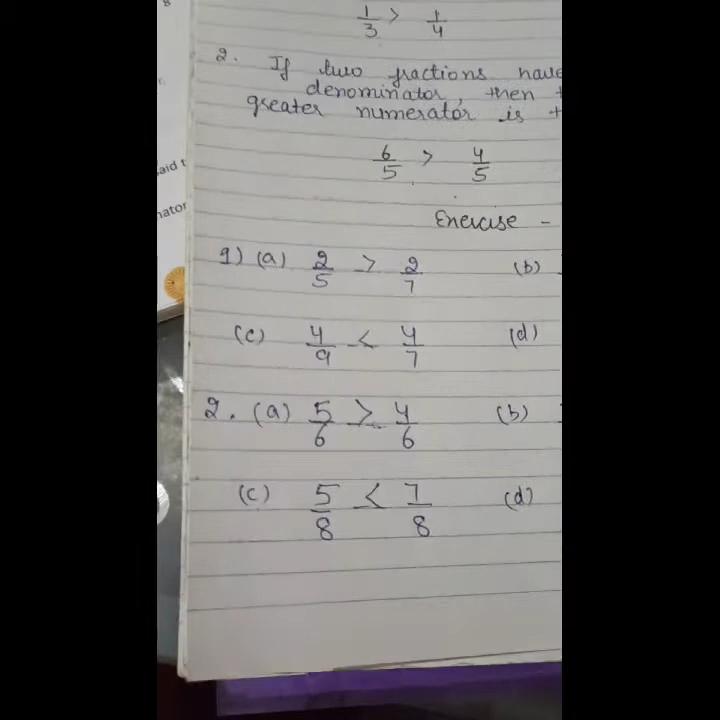 1/3 > 1/4
2. If two fractions have
denominator, then
greater numerator is
6/5 > 4/5
Exercise -
1) (a) 2/5 > 2/7 (b)
(c) 4/9 < 4/7 (d)
2. (a) 5/6 > 4/6 (b)
(c) 5/8 < 7/8 (d)